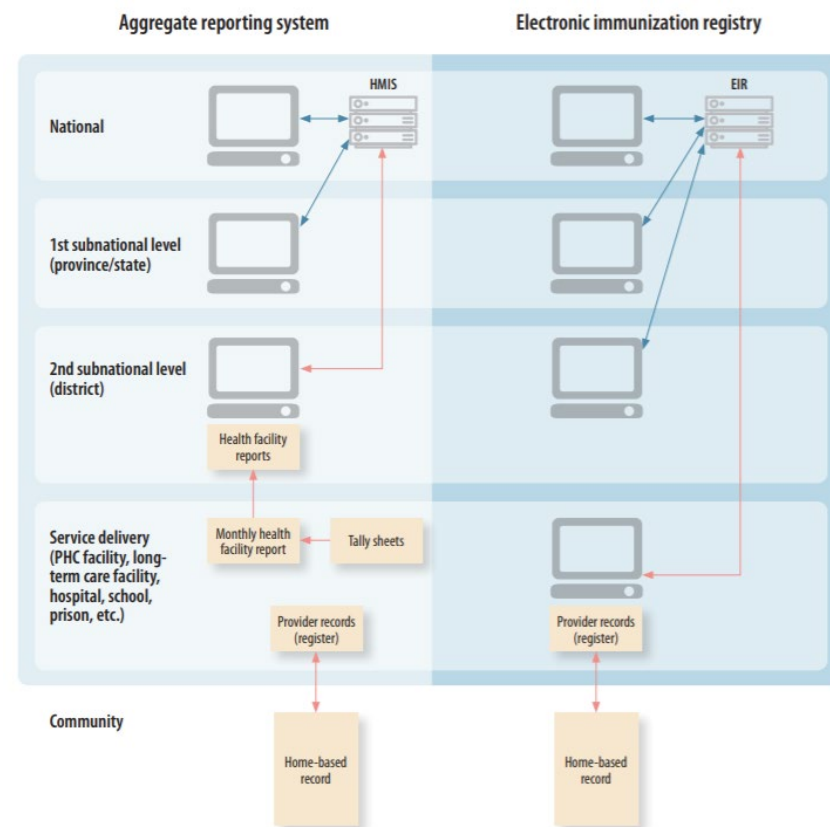 Aggregate reporting system
Electronic immunization registry
HMIS
EIR
National
1st subnational level
(province/state)
2nd subnational level
(district)
Health facility
reports
Service delivery
(PHC facility, long-
term care facility,
hospital, school,
prison, etc.)
Monthly health
facility report
Tally sheets
Provider records
(register)
Provider records
(register)
Community
Home-based
record
Home-based
record